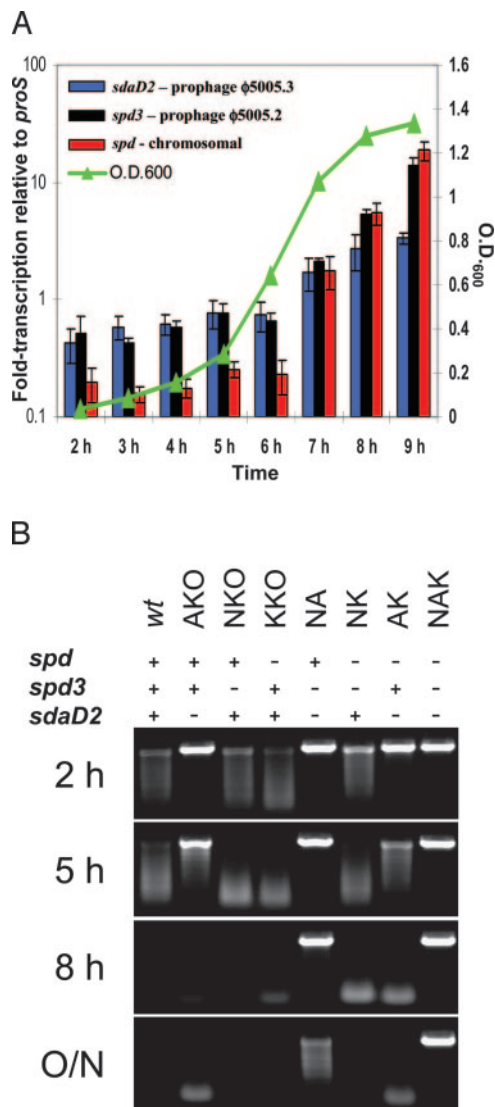 A
Fold-transcription relative to proS
100
10
1
0.1
sdaD2 – prophage ϕ5005.3
spd3 – prophage ϕ5005.2
spd - chromosomal
O.D.600
1.6
1.4
1.2
1
0.8
0.6
0.4
0.2
0
O.D.600
2 h 3 h 4 h 5 h 6 h 7 h 8 h 9 h
Time
B
wt AKO NKO KKO NA NK AK NAK
spd + + + - + - - -
spd3 + + - + - - + -
sdaD2 + - + + - + - -
2 h
5 h
8 h
O/N